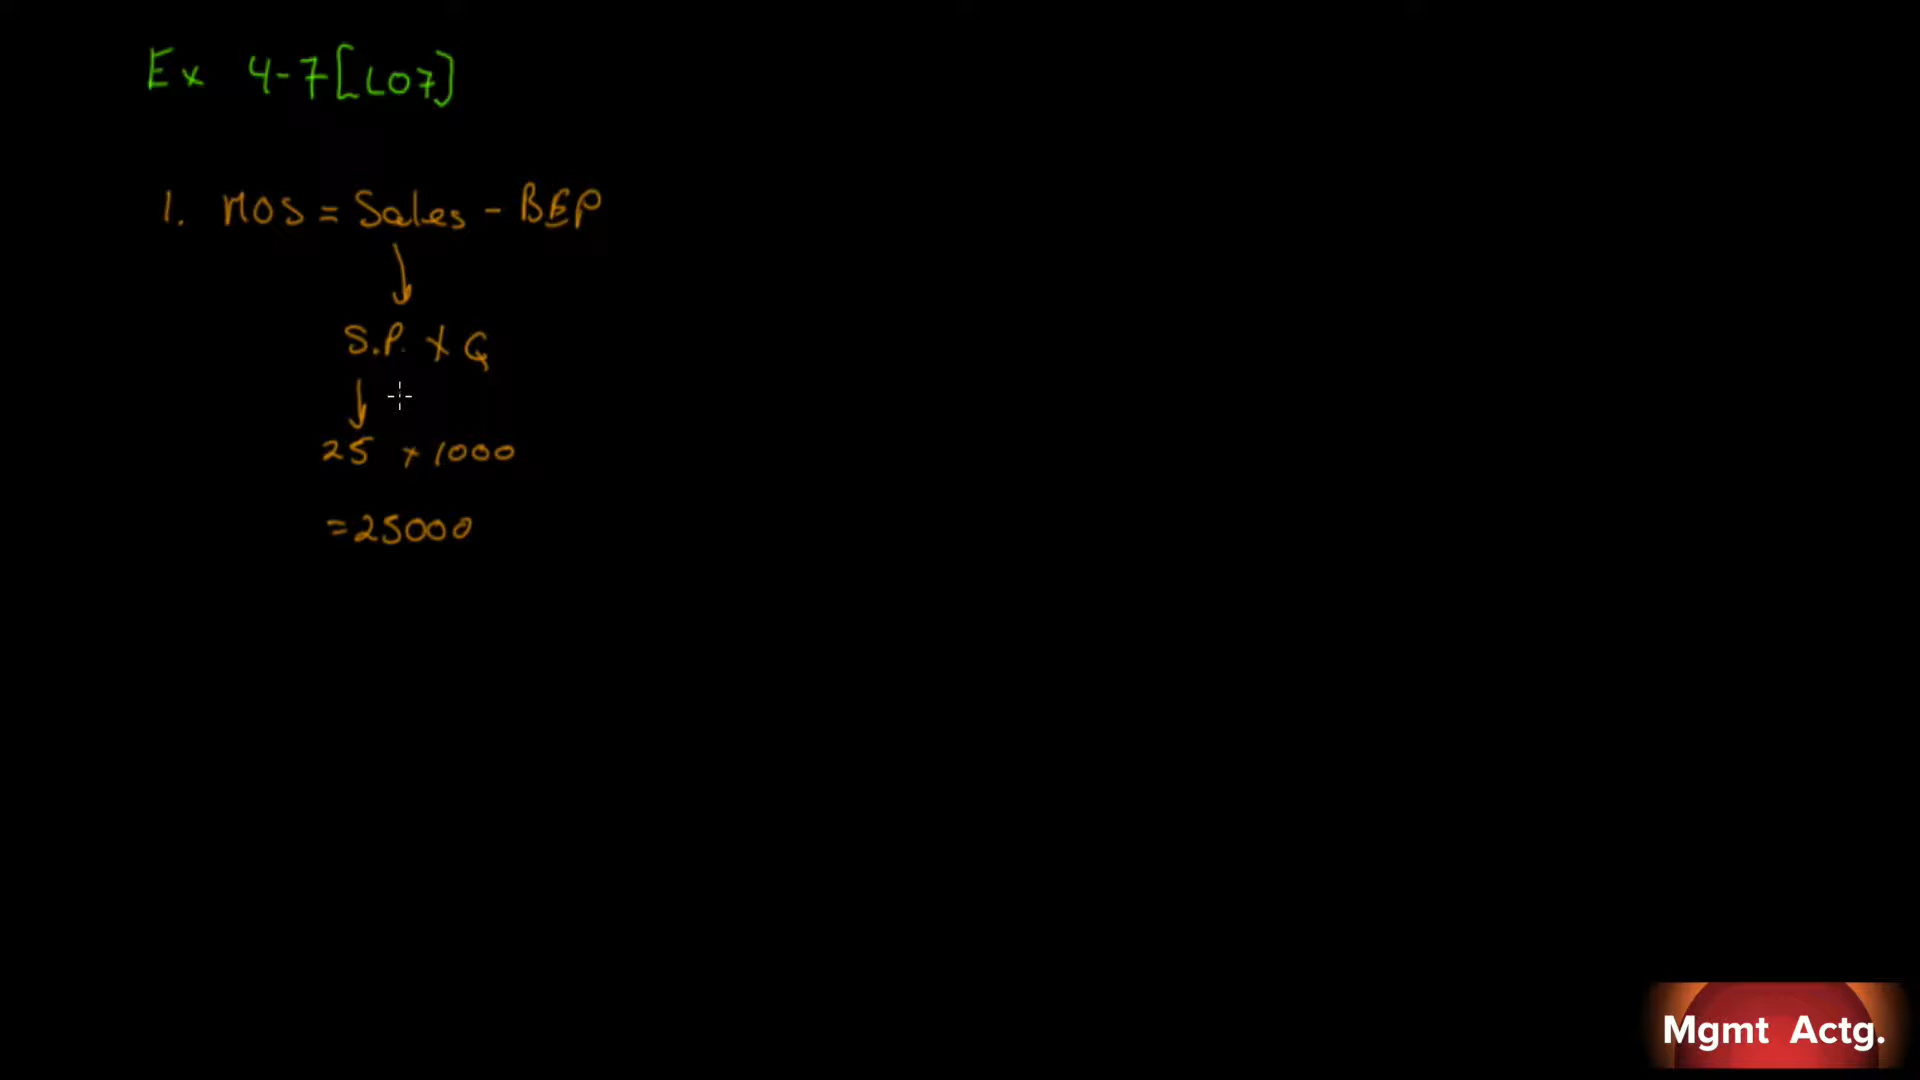 Ex 4-7[LO7]
1. MOS = Sales - BEP
S.P. x Q
25 x 1000
= 25000
Mgmt Actg.